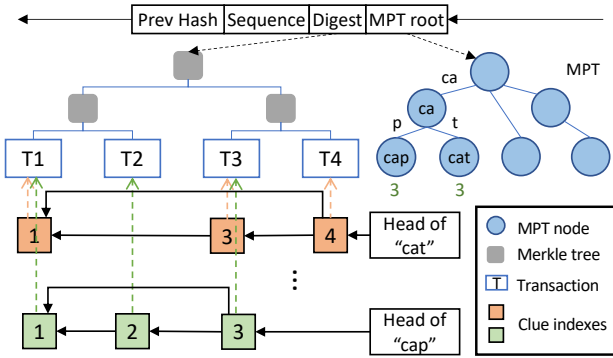 Prev Hash Sequence Digest MPT root
MPT
ca
ca
p t
cap cat
3 3
T1 T2 T3 T4
1 3 4 Head of “cat”
...
1 2 3 Head of “cap”
MPT node
Merkle tree
T Transaction
Clue indexes